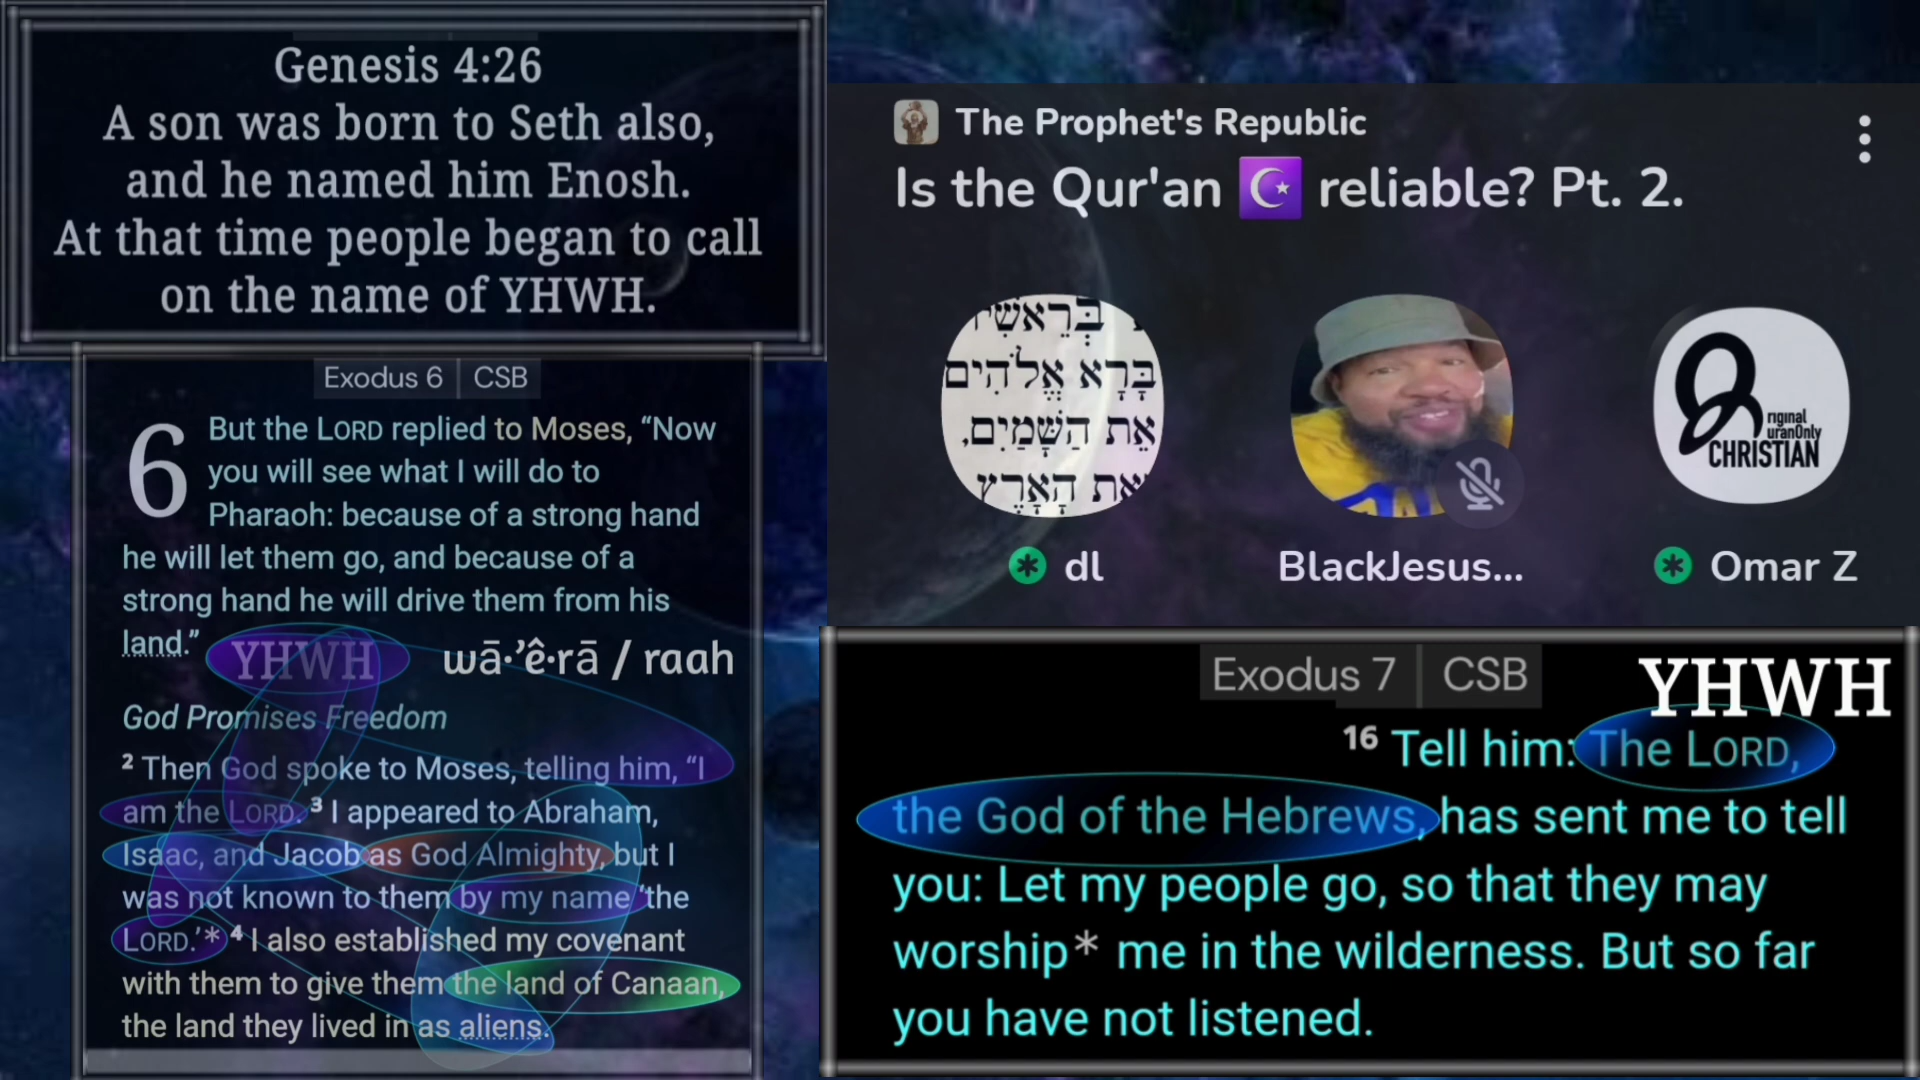 Genesis 4:26
A son was born to Seth also,
and he named him Enosh.
At that time people began to call
on the name of YHWH.
Exodus 6 | CSB
6 But the LORD replied to Moses, “Now
you will see what I will do to
Pharaoh: because of a strong hand
he will let them go, and because of a
strong hand he will drive them from his
land.”
YHWH wā·’ê·rā / raah
God Promises Freedom
2 Then God spoke to Moses, telling him, “I
am the LORD. 3 I appeared to Abraham,
Isaac, and Jacob as God Almighty, but I
was not known to them by my name ‘the
LORD.’* 4 I also established my covenant
with them to give them the land of Canaan,
the land they lived in as aliens.
The Prophet's Republic
Is the Qur'an ☪ reliable? Pt. 2.
בְּרֵאשִׁי
בָּרָא אֱלֹהִים
אֵת הַשָּׁמַיִם,
את הָאָרֶץ
riginal
uranOnly
CHRISTIAN
dl
BlackJesus...
Omar Z
Exodus 7 | CSB
YHWH
16 Tell him: The LORD,
the God of the Hebrews, has sent me to tell
you: Let my people go, so that they may
worship* me in the wilderness. But so far
you have not listened.